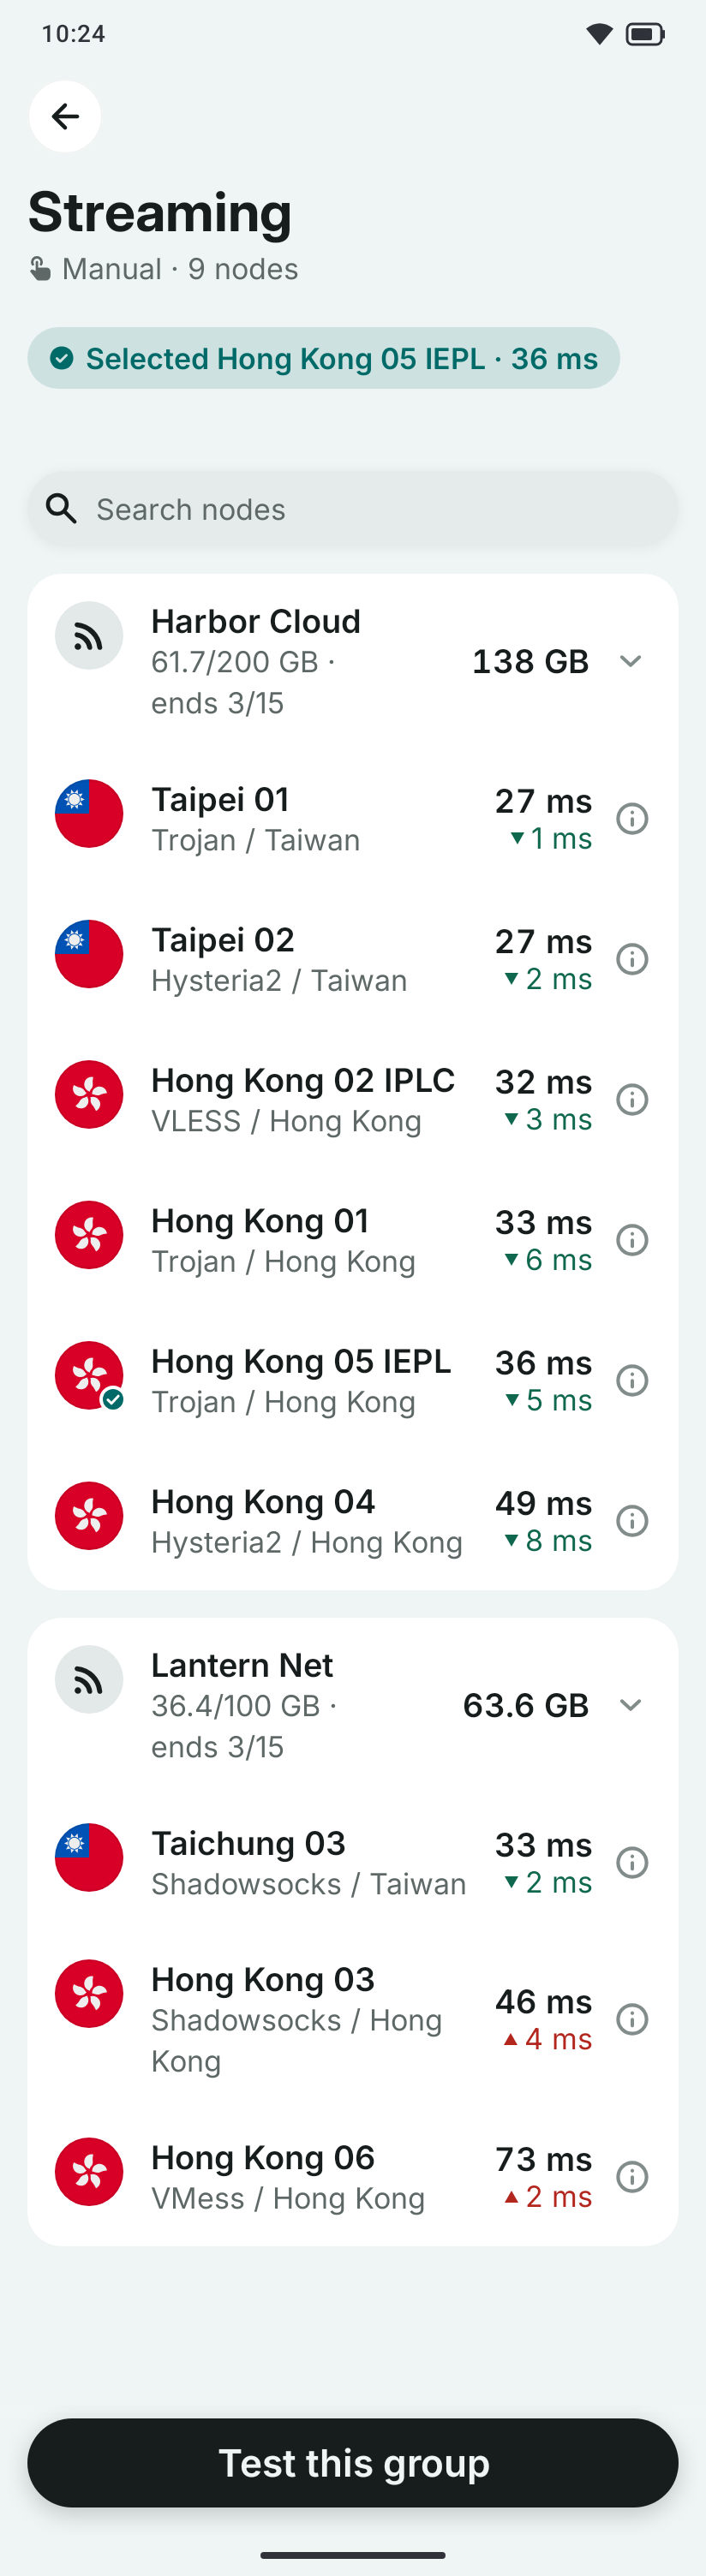 10:24
Streaming
Manual · 9 nodes
Selected Hong Kong 05 IEPL · 36 ms
Search nodes
Harbor Cloud
61.7/200 GB ·
ends 3/15
138 GB
Taipei 01
Trojan / Taiwan
27 ms
▼1 ms
Taipei 02
Hysteria2 / Taiwan
27 ms
▼2 ms
Hong Kong 02 IPLC
VLESS / Hong Kong
32 ms
▼3 ms
Hong Kong 01
Trojan / Hong Kong
33 ms
▼6 ms
Hong Kong 05 IEPL
Trojan / Hong Kong
36 ms
▼5 ms
Hong Kong 04
Hysteria2 / Hong Kong
49 ms
▼8 ms
Lantern Net
36.4/100 GB ·
ends 3/15
63.6 GB
Taichung 03
Shadowsocks / Taiwan
33 ms
▼2 ms
Hong Kong 03
Shadowsocks / Hong
Kong
46 ms
▲4 ms
Hong Kong 06
VMess / Hong Kong
73 ms
▲2 ms
Test this group